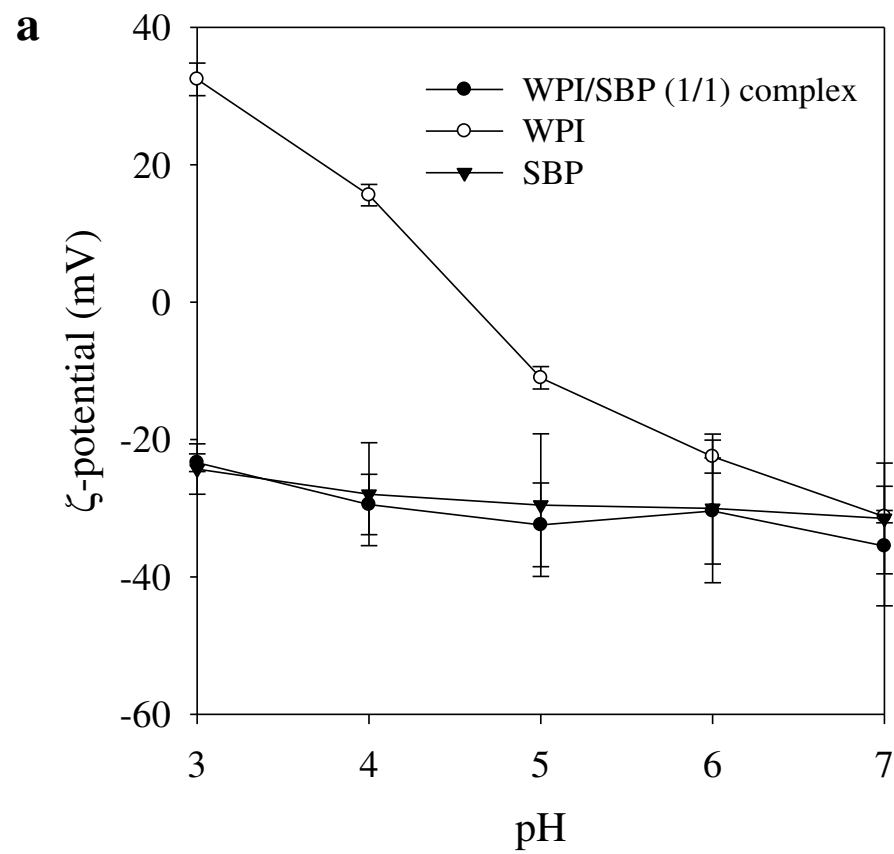 a
40
20
0
-20
-40
-60
ζ-potential (mV)
WPI/SBP (1/1) complex
WPI
SBP
3 4 5 6 7
pH